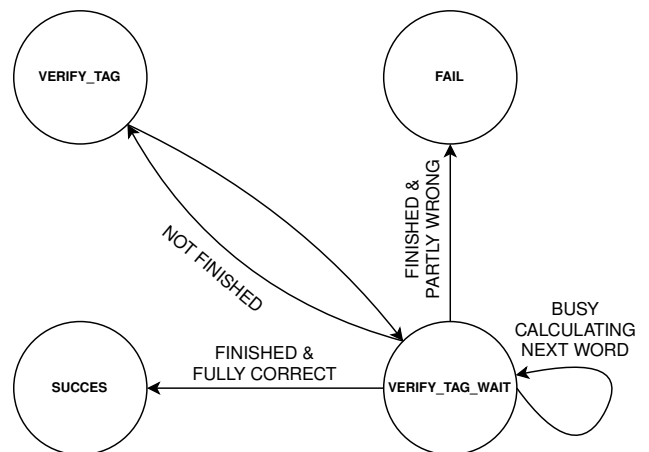 VERIFY_TAG
FAIL
FINISHED &
PARTLY WRONG
NOT FINISHED
BUSY
CALCULATING
NEXT WORD
FINISHED &
FULLY CORRECT
SUCCES
VERIFY_TAG_WAIT